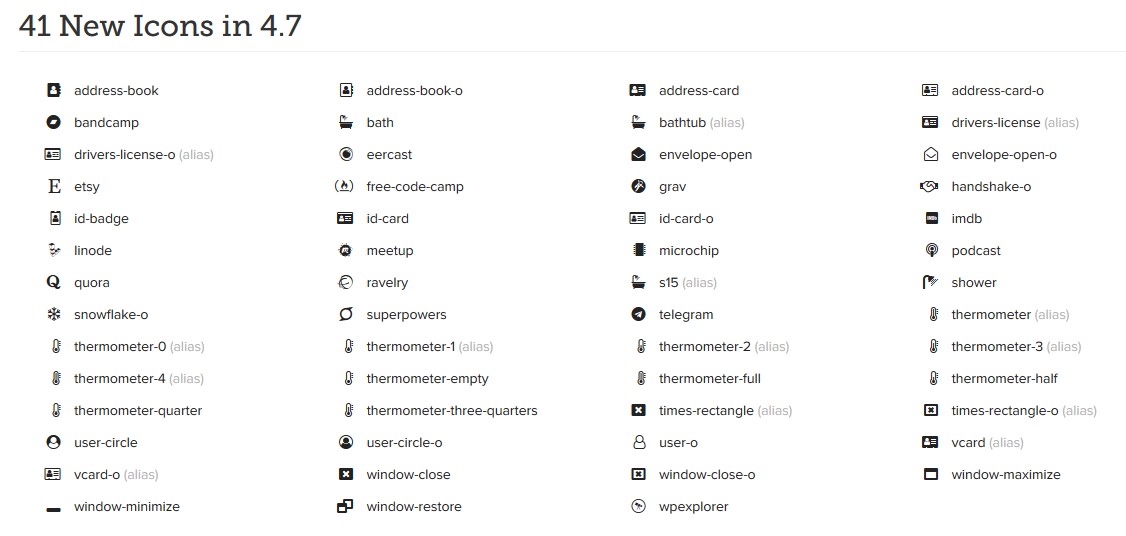 41 New Icons in 4.7
address-book address-book-o address-card address-card-o
bandcamp bath bathtub (alias) drivers-license (alias)
drivers-license-o (alias) eercast envelope-open envelope-open-o
etsy free-code-camp grav handshake-o
id-badge id-card id-card-o imdb
linode meetup microchip podcast
quora ravelry s15 (alias) shower
snowflake-o superpowers telegram thermometer (alias)
thermometer-0 (alias) thermometer-1 (alias) thermometer-2 (alias) thermometer-3 (alias)
thermometer-4 (alias) thermometer-empty thermometer-full thermometer-half
thermometer-quarter thermometer-three-quarters times-rectangle (alias) times-rectangle-o (alias)
user-circle user-circle-o user-o vcard (alias)
vcard-o (alias) window-close window-close-o window-maximize
window-minimize window-restore wpexplorer